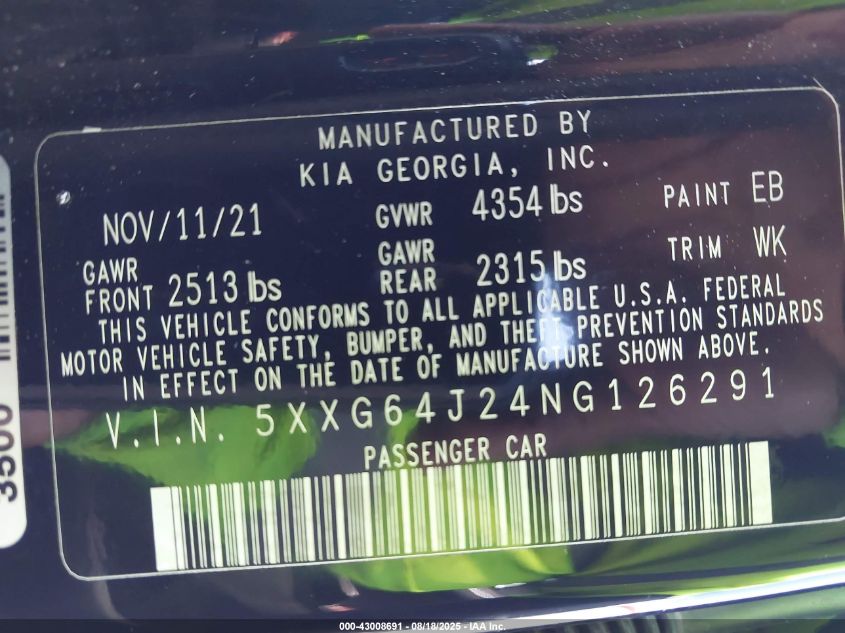 MANUFACTURED BY
KIA GEORGIA, INC.
NOV/11/21 GVWR 4354 lbs PAINT EB
GAWR FRONT 2513 lbs GAWR REAR 2315 lbs TRIM WK
THIS VEHICLE CONFORMS TO ALL APPLICABLE U.S.A. FEDERAL
MOTOR VEHICLE SAFETY, BUMPER, AND THEFT PREVENTION STANDARDS
IN EFFECT ON THE DATE OF MANUFACTURE SHOWN ABOVE.
V.I.N. 5XXG64J24NG126291
PASSENGER CAR
3500
000-43008691 - 08/18/2025 - IAA Inc.